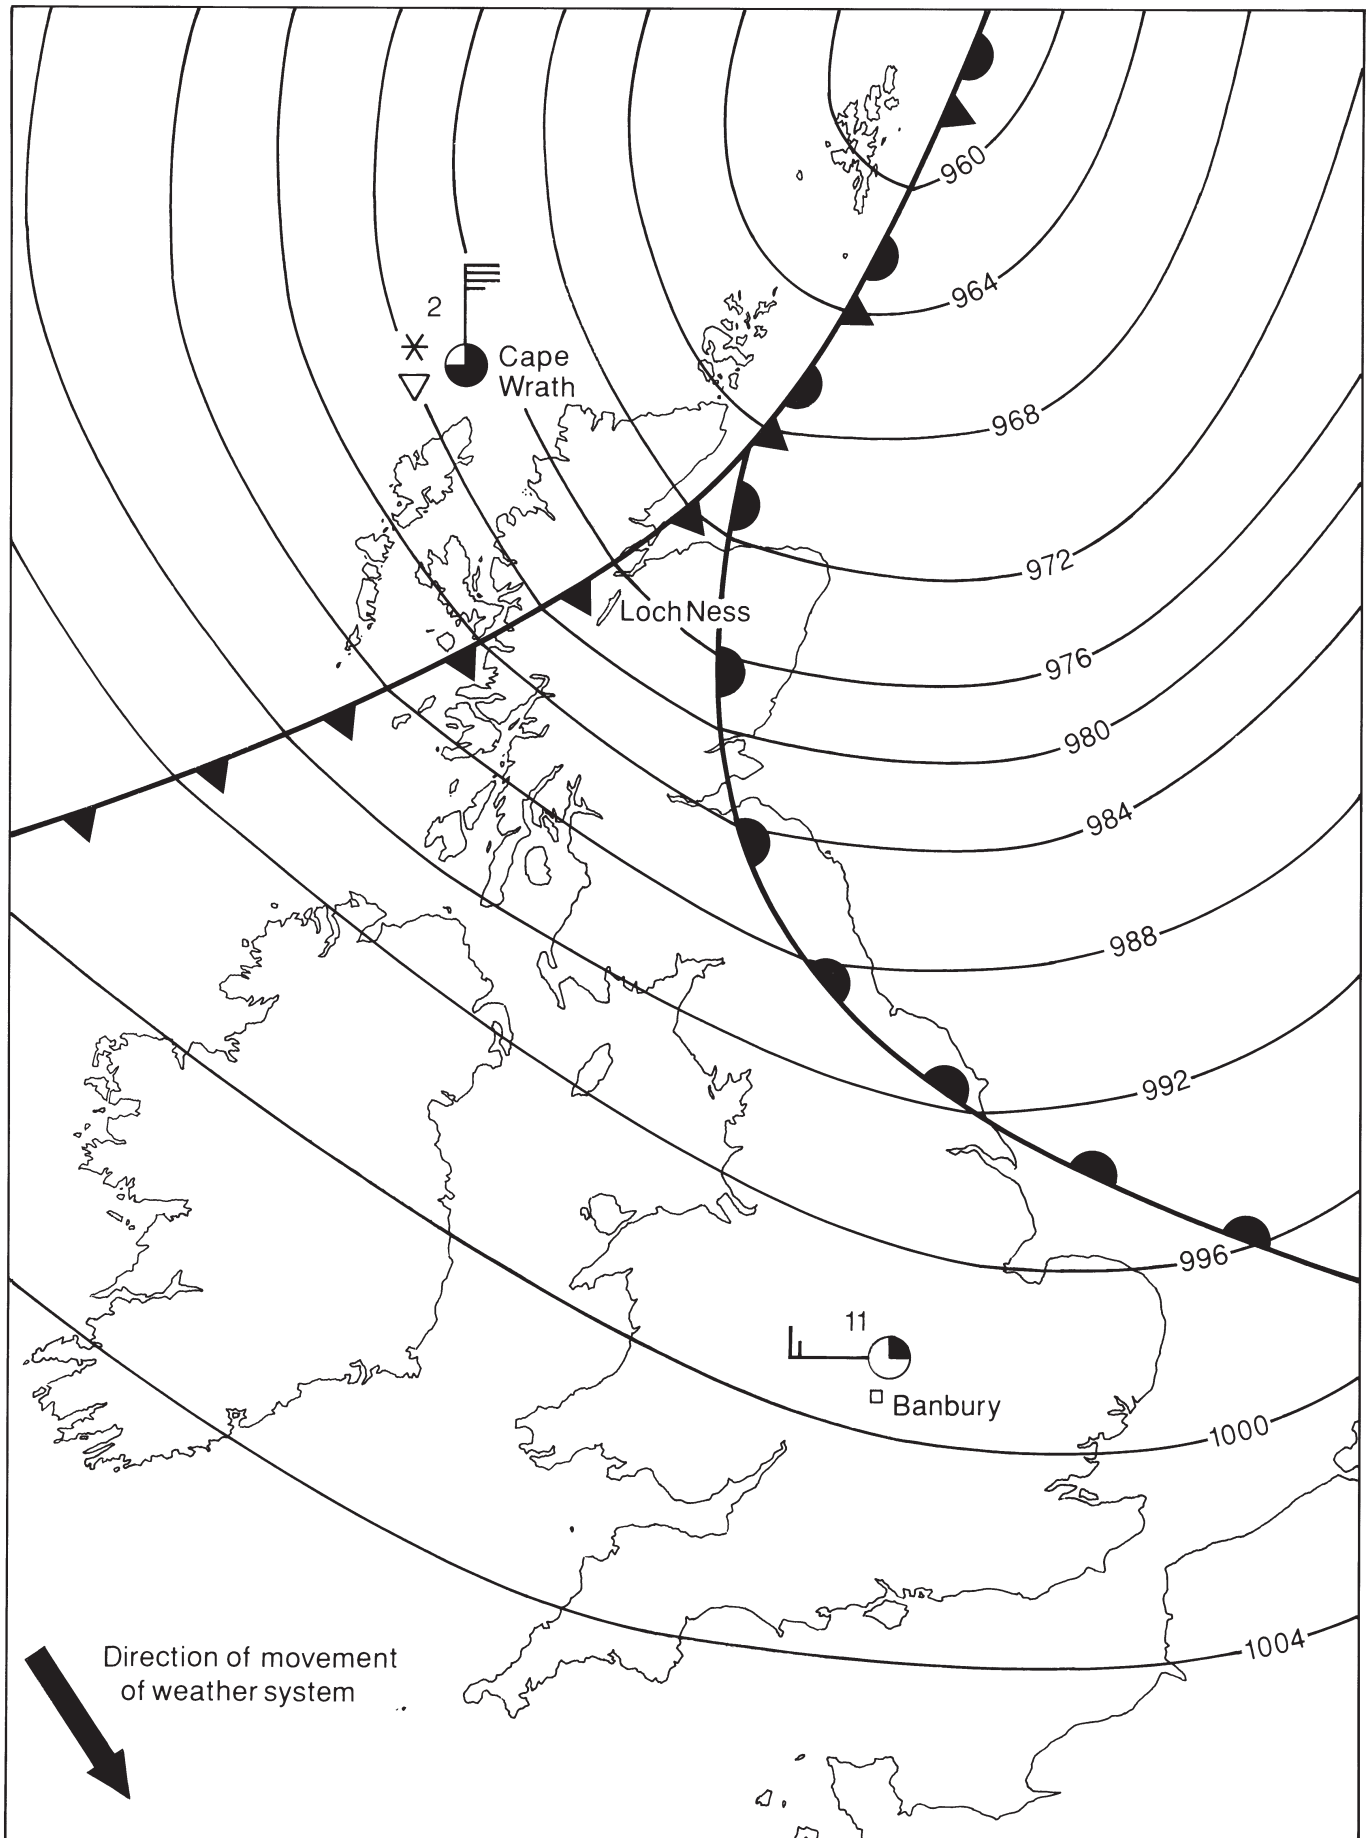 960
964
2
Cape
Wrath
968
972
Loch Ness
976
980
984
988
992
996
11
Banbury
1000
1004
Direction of movement
of weather system